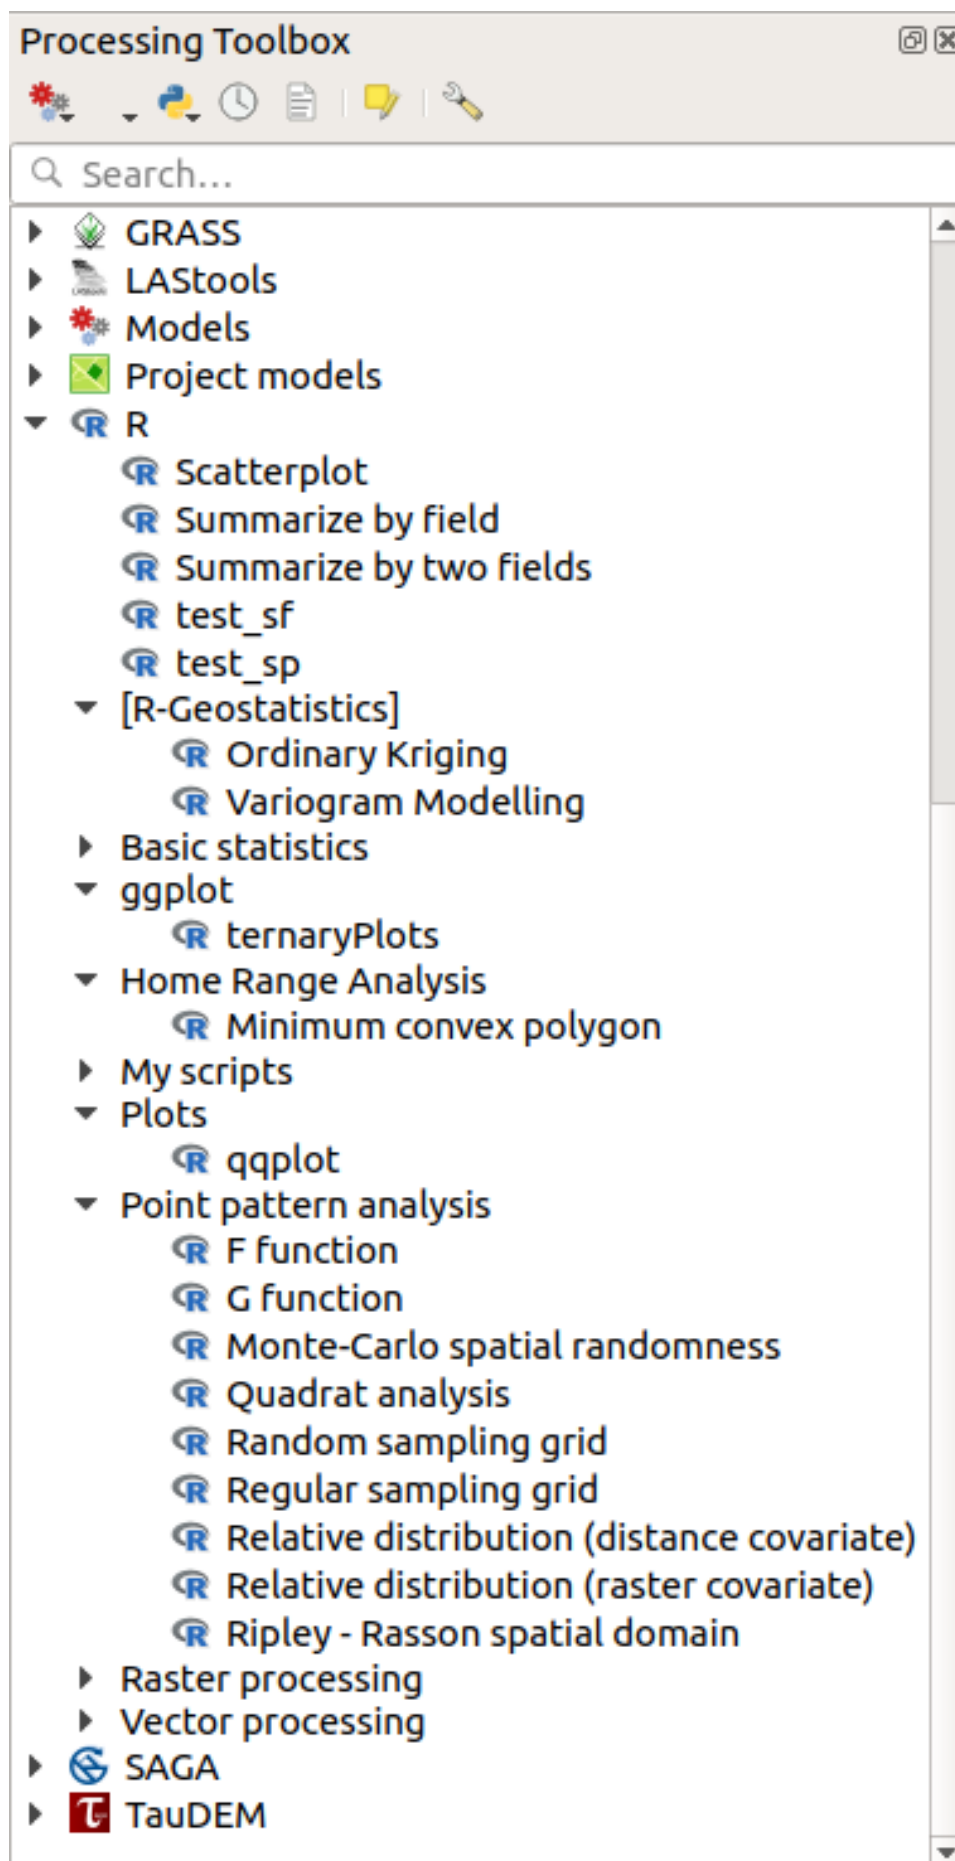 Processing Toolbox
Search...
GRASS
LAStools
Models
Project models
R
Scatterplot
Summarize by field
Summarize by two fields
test_sf
test_sp
[R-Geostatistics]
Ordinary Kriging
Variogram Modelling
Basic statistics
ggplot
ternaryPlots
Home Range Analysis
Minimum convex polygon
My scripts
Plots
qqplot
Point pattern analysis
F function
G function
Monte-Carlo spatial randomness
Quadrat analysis
Random sampling grid
Regular sampling grid
Relative distribution (distance covariate)
Relative distribution (raster covariate)
Ripley - Rasson spatial domain
Raster processing
Vector processing
SAGA
TauDEM